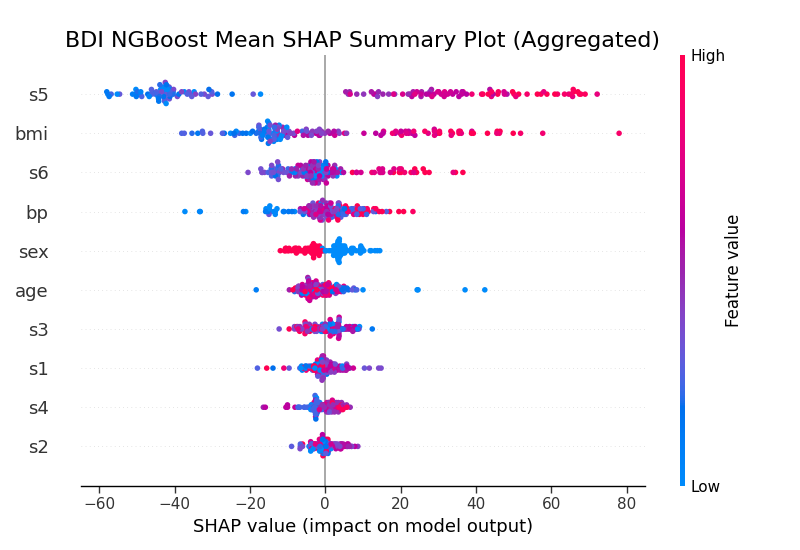 BDI NGBoost Mean SHAP Summary Plot (Aggregated)
High
s5
bmi
s6
bp
sex
age
s3
s1
s4
s2
Feature value
Low
−60 −40 −20 0 20 40 60 80
SHAP value (impact on model output)